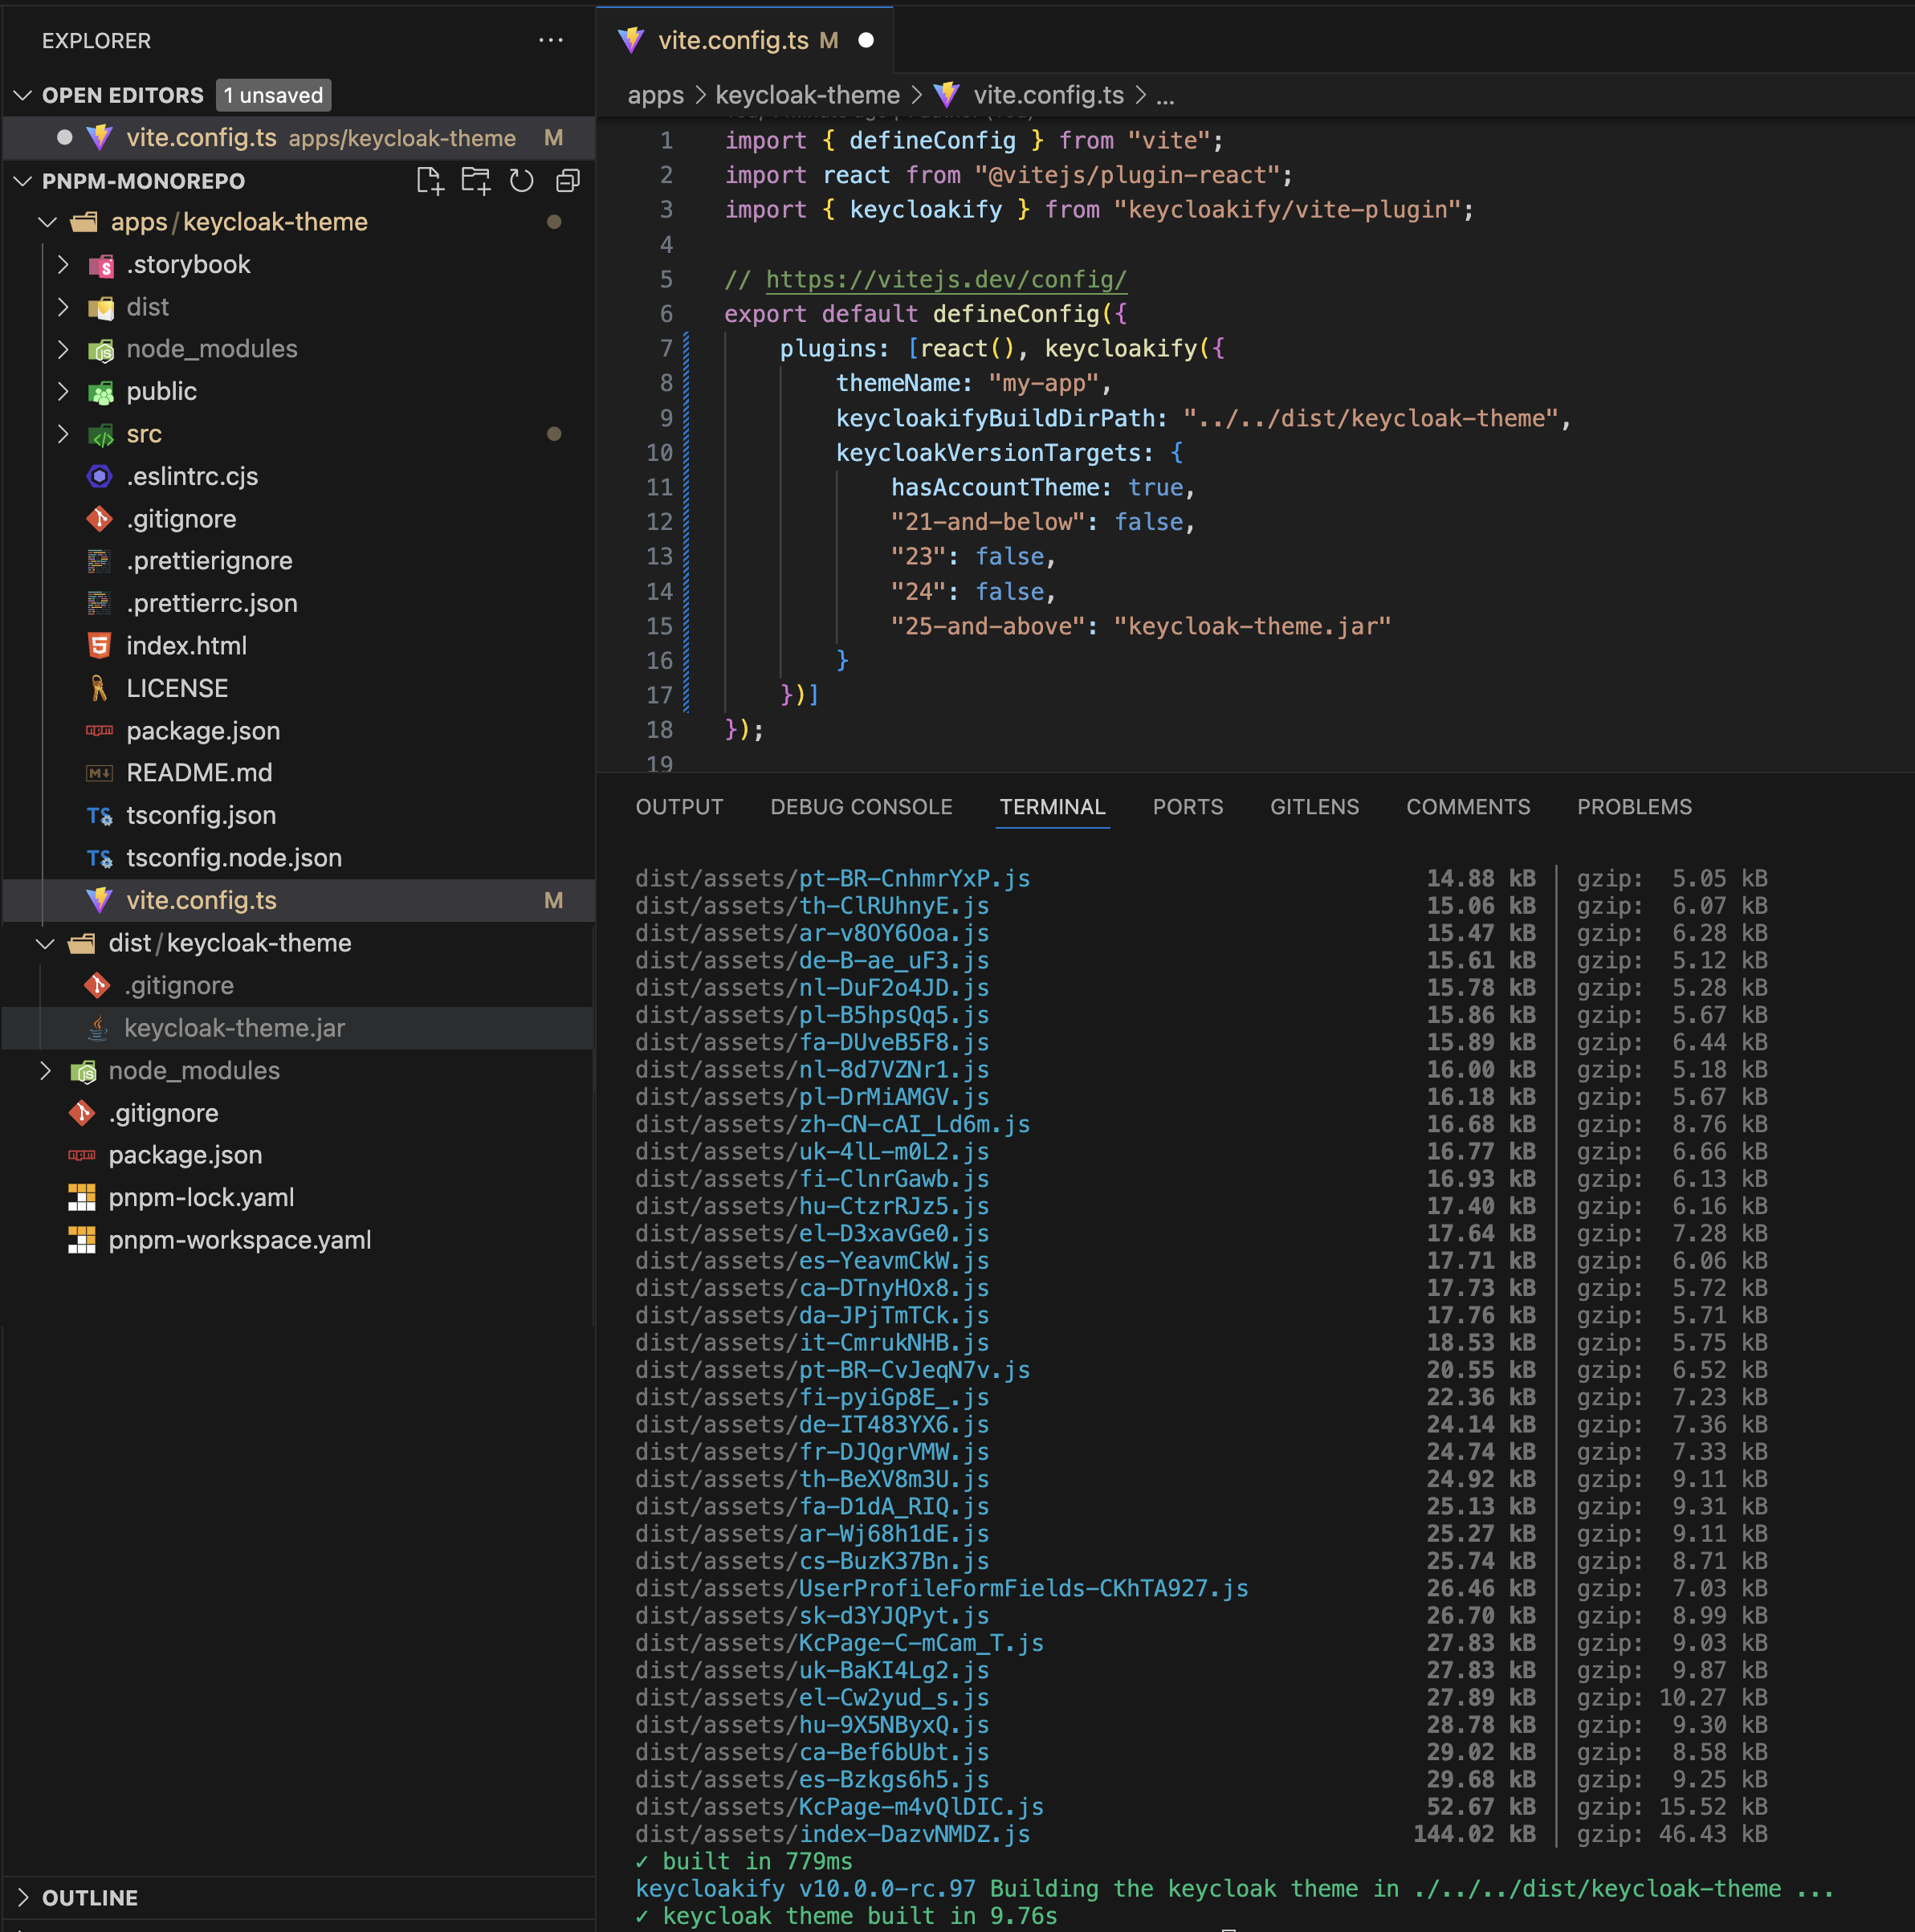 EXPLORER
OPEN EDITORS 1 unsaved
vite.config.ts apps/keycloak-theme M
PNPM-MONOREPO
apps/keycloak-theme
.storybook
dist
node_modules
public
src
.eslintrc.cjs
.gitignore
.prettierignore
.prettierrc.json
index.html
LICENSE
package.json
README.md
tsconfig.json
tsconfig.node.json
vite.config.ts M
dist/keycloak-theme
.gitignore
keycloak-theme.jar
node_modules
.gitignore
package.json
pnpm-lock.yaml
pnpm-workspace.yaml
OUTLINE
vite.config.ts M
apps > keycloak-theme > vite.config.ts > ...
1 import { defineConfig } from "vite";
2 import react from "@vitejs/plugin-react";
3 import { keycloakify } from "keycloakify/vite-plugin";
4
5 // https://vitejs.dev/config/
6 export default defineConfig({
7 plugins: [react(), keycloakify({
8 themeName: "my-app",
9 keycloakifyBuildDirPath: "../../dist/keycloak-theme",
10 keycloakVersionTargets: {
11 hasAccountTheme: true,
12 "21-and-below": false,
13 "23": false,
14 "24": false,
15 "25-and-above": "keycloak-theme.jar"
16 }
17 })]
18 });
19
OUTPUT DEBUG CONSOLE TERMINAL PORTS GITLENS COMMENTS PROBLEMS
dist/assets/pt-BR-CnhmrYxP.js 14.88 kB │ gzip: 5.05 kB
dist/assets/th-ClRUhnyE.js 15.06 kB │ gzip: 6.07 kB
dist/assets/ar-v8OY6Ooa.js 15.47 kB │ gzip: 6.28 kB
dist/assets/de-B-ae_uF3.js 15.61 kB │ gzip: 5.12 kB
dist/assets/nl-DuF2o4JD.js 15.78 kB │ gzip: 5.28 kB
dist/assets/pl-B5hpsQq5.js 15.86 kB │ gzip: 5.67 kB
dist/assets/fa-DUveB5F8.js 15.89 kB │ gzip: 6.44 kB
dist/assets/nl-8d7VZNr1.js 16.00 kB │ gzip: 5.18 kB
dist/assets/pl-DrMiAMGV.js 16.18 kB │ gzip: 5.67 kB
dist/assets/zh-CN-cAI_Ld6m.js 16.68 kB │ gzip: 8.76 kB
dist/assets/uk-4lL-m0L2.js 16.77 kB │ gzip: 6.66 kB
dist/assets/fi-ClnrGawb.js 16.93 kB │ gzip: 6.13 kB
dist/assets/hu-CtzrRJz5.js 17.40 kB │ gzip: 6.16 kB
dist/assets/el-D3xavGe0.js 17.64 kB │ gzip: 7.28 kB
dist/assets/es-YeavmCkW.js 17.71 kB │ gzip: 6.06 kB
dist/assets/ca-DTnyHOx8.js 17.73 kB │ gzip: 5.72 kB
dist/assets/da-JPjTmTCk.js 17.76 kB │ gzip: 5.71 kB
dist/assets/it-CmrukNHB.js 18.53 kB │ gzip: 5.75 kB
dist/assets/pt-BR-CvJeqN7v.js 20.55 kB │ gzip: 6.52 kB
dist/assets/fi-pyiGp8E_.js 22.36 kB │ gzip: 7.23 kB
dist/assets/de-IT483YX6.js 24.14 kB │ gzip: 7.36 kB
dist/assets/fr-DJQgrVMW.js 24.74 kB │ gzip: 7.33 kB
dist/assets/th-BeXV8m3U.js 24.92 kB │ gzip: 9.11 kB
dist/assets/fa-D1dA_RIQ.js 25.13 kB │ gzip: 9.31 kB
dist/assets/ar-Wj68h1dE.js 25.27 kB │ gzip: 9.11 kB
dist/assets/cs-BuzK37Bn.js 25.74 kB │ gzip: 8.71 kB
dist/assets/UserProfileFormFields-CKhTA927.js 26.46 kB │ gzip: 7.03 kB
dist/assets/sk-d3YJQPyt.js 26.70 kB │ gzip: 8.99 kB
dist/assets/KcPage-C-mCam_T.js 27.83 kB │ gzip: 9.03 kB
dist/assets/uk-BaKI4Lg2.js 27.83 kB │ gzip: 9.87 kB
dist/assets/el-Cw2yud_s.js 27.89 kB │ gzip: 10.27 kB
dist/assets/hu-9X5NByxQ.js 28.78 kB │ gzip: 9.30 kB
dist/assets/ca-Bef6bUbt.js 29.02 kB │ gzip: 8.58 kB
dist/assets/es-Bzkgs6h5.js 29.68 kB │ gzip: 9.25 kB
dist/assets/KcPage-m4vQlDIC.js 52.67 kB │ gzip: 15.52 kB
dist/assets/index-DazvNMDZ.js 144.02 kB │ gzip: 46.43 kB
✓ built in 779ms
keycloakify v10.0.0-rc.97 Building the keycloak theme in ./../../dist/keycloak-theme ...
✓ keycloak theme built in 9.76s